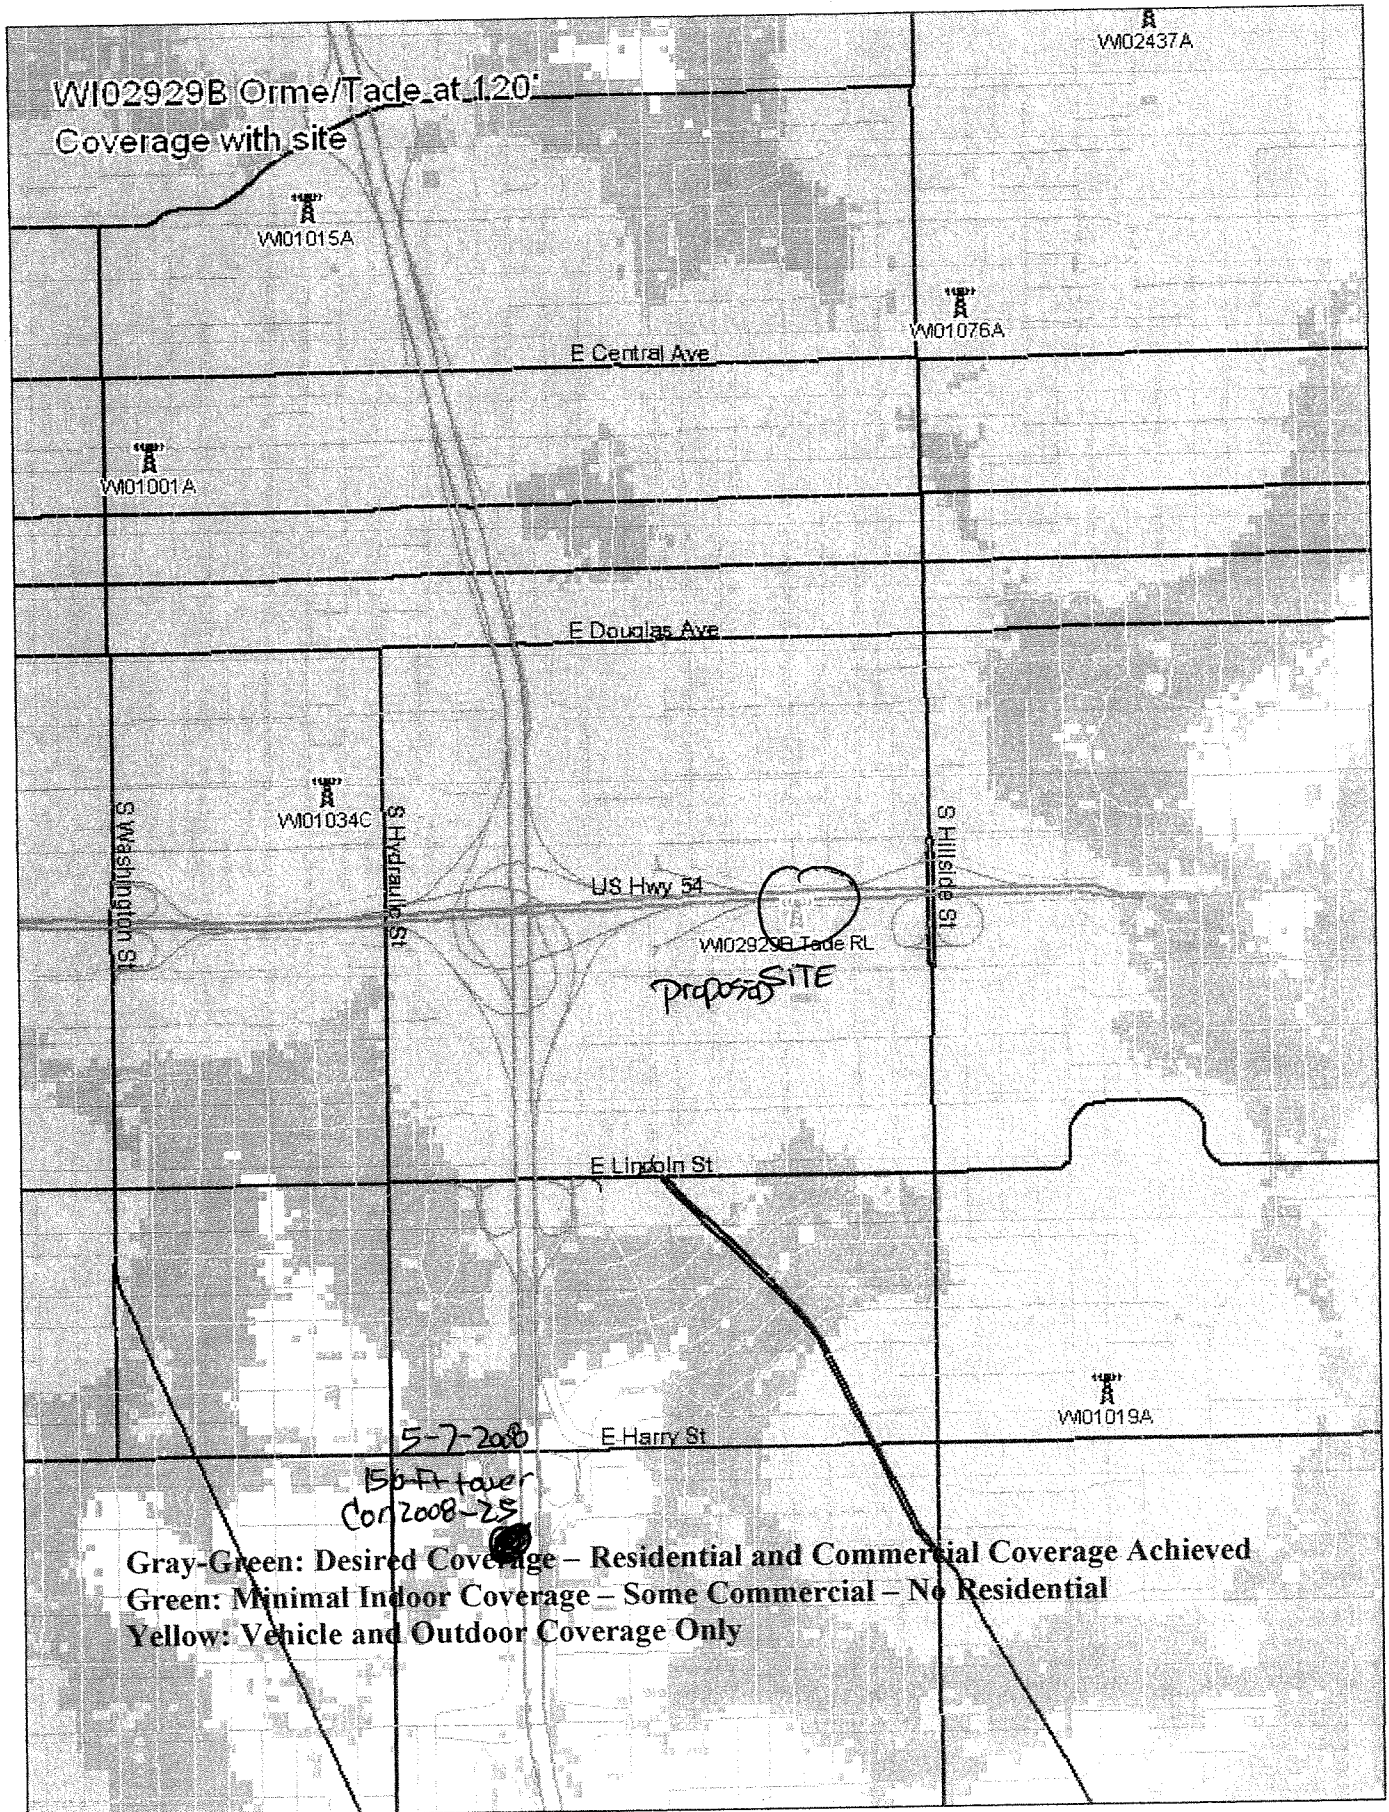 WI02437A
WI02929B Orme/Tade at 120'
Coverage with site
WI01015A
WI01076A
E Central Ave
WI01001A
E Douglas Ave
WI01034C
S Washington St
S Hydraulic St
S Hillside St
US Hwy 54
WI02929B Tade RL
proposed SITE
E Lincoln St
WI01019A
E Harry St
5-7-2008
150-Ft tower
Con 2008-25
Gray-Green: Desired Coverage – Residential and Commercial Coverage Achieved
Green: Minimal Indoor Coverage – Some Commercial – No Residential
Yellow: Vehicle and Outdoor Coverage Only